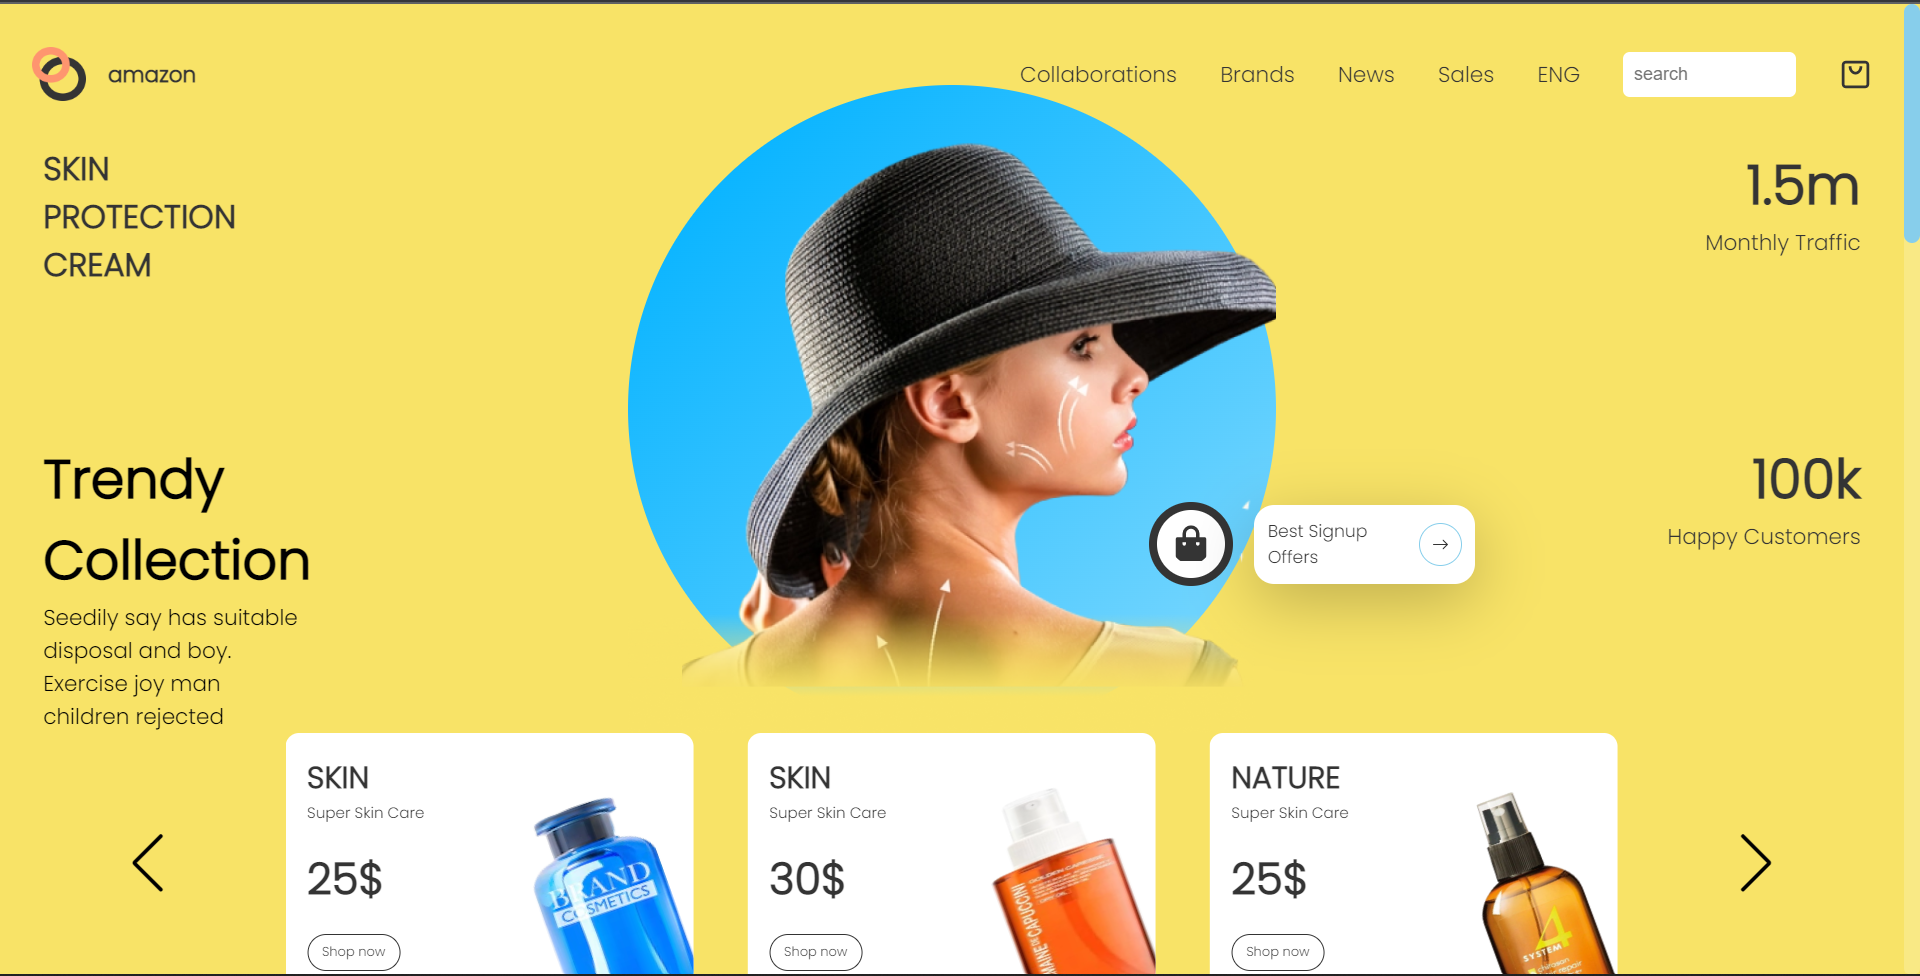 amazon
Collaborations
Brands
News
Sales
ENG
search
SKIN
PROTECTION
CREAM
1.5m
Monthly Traffic
Trendy
Collection
Seedily say has suitable
disposal and boy.
Exercise joy man
children rejected
100k
Happy Customers
Best Signup
Offers
SKIN
Super Skin Care
25$
Shop now
BRAND
COSMETICS
SKIN
Super Skin Care
30$
Shop now
NATURE
Super Skin Care
25$
Shop now
4
SYSTEM